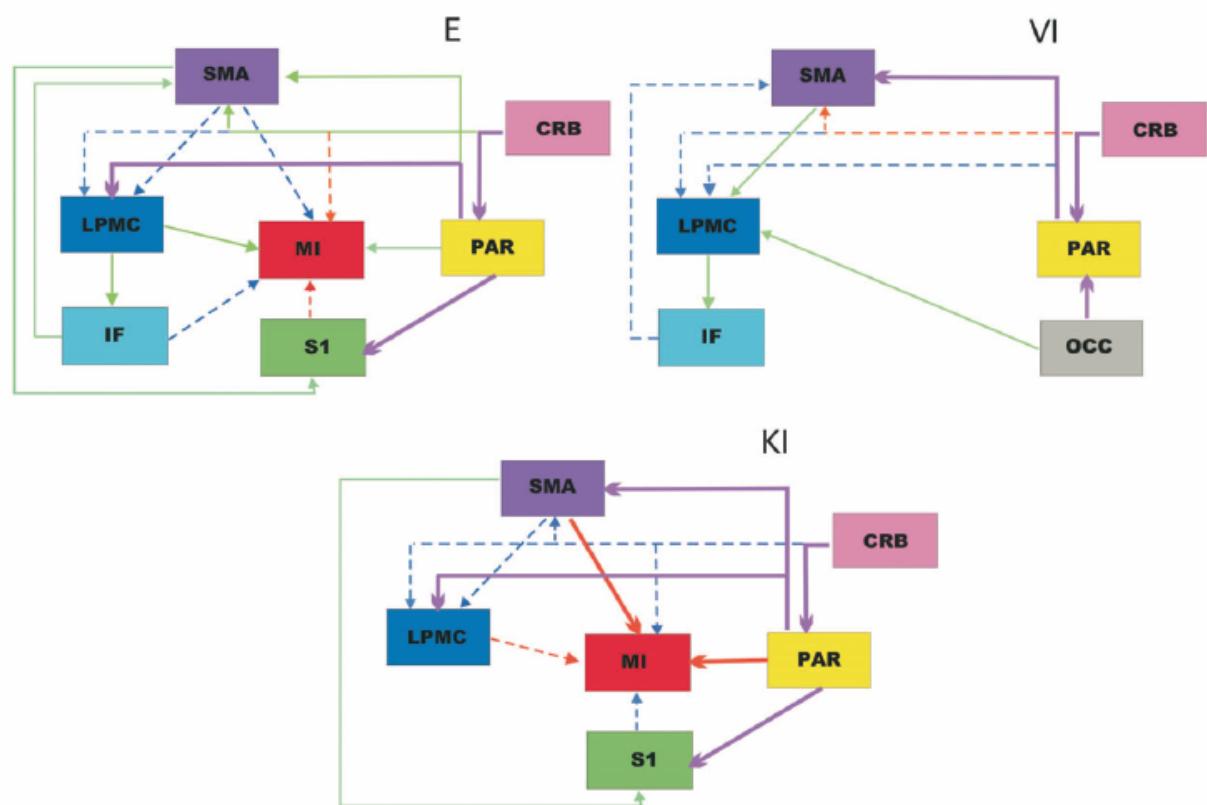 E
SMA
CRB
LPMC
MI
PAR
IF
S1
VI
SMA
CRB
LPMC
PAR
IF
OCC
KI
SMA
CRB
LPMC
MI
PAR
S1